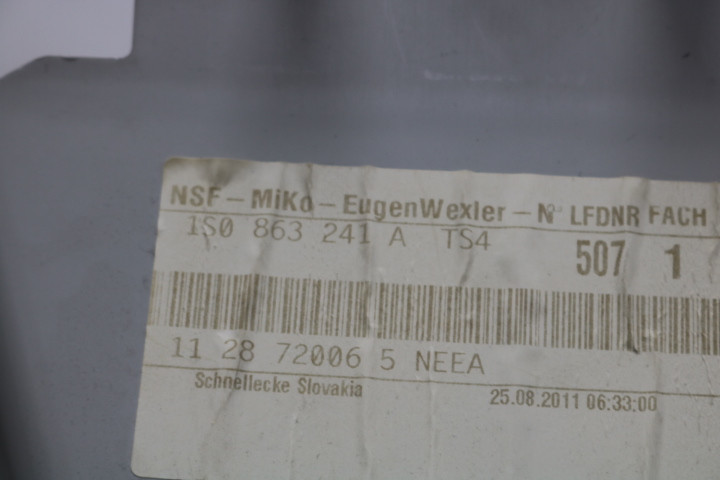 NSF - MiKo - EugenWexler - N° LFDNR FACH
1S0 863 241 A TS4 507 1
11 28 72006 5 NEEA
Schnellecke Slovakia 25.08.2011 06:33:00